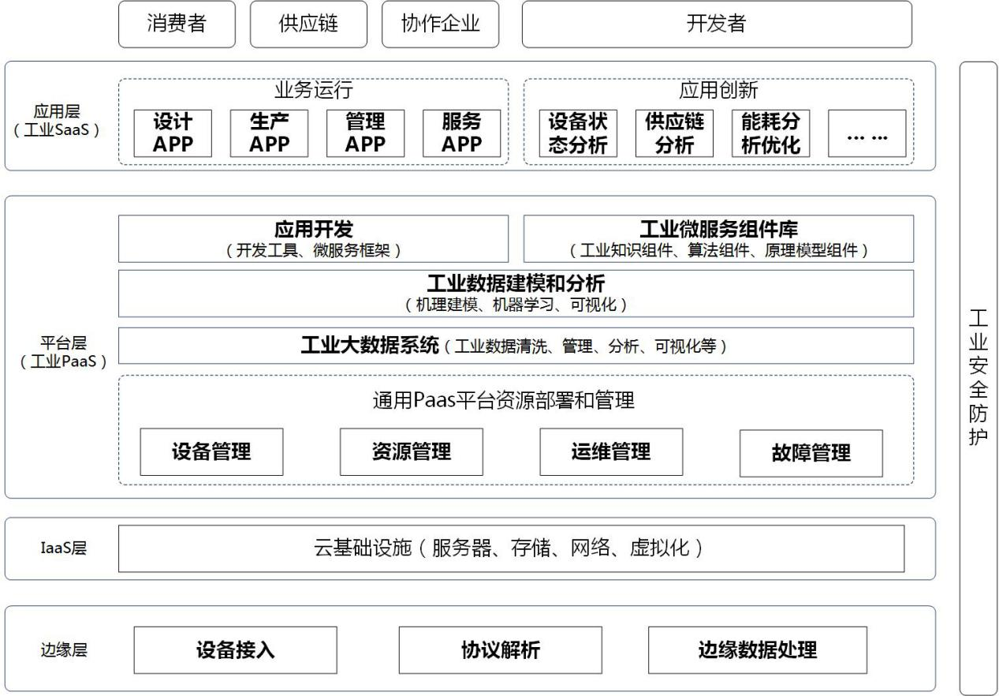 消费者
供应链
协作企业
开发者
应用层
（工业SaaS）
业务运行
设计
APP
生产
APP
管理
APP
服务
APP
应用创新
设备状
态分析
供应链
分析
能耗分
析优化
... ...
平台层
（工业PaaS）
应用开发
（开发工具、微服务框架）
工业微服务组件库
（工业知识组件、算法组件、原理模型组件）
工业数据建模和分析
（机理建模、机器学习、可视化）
工业大数据系统（工业数据清洗、管理、分析、可视化等）
通用Paas平台资源部署和管理
设备管理
资源管理
运维管理
故障管理
IaaS层
云基础设施（服务器、存储、网络、虚拟化）
边缘层
设备接入
协议解析
边缘数据处理
工业安全防护